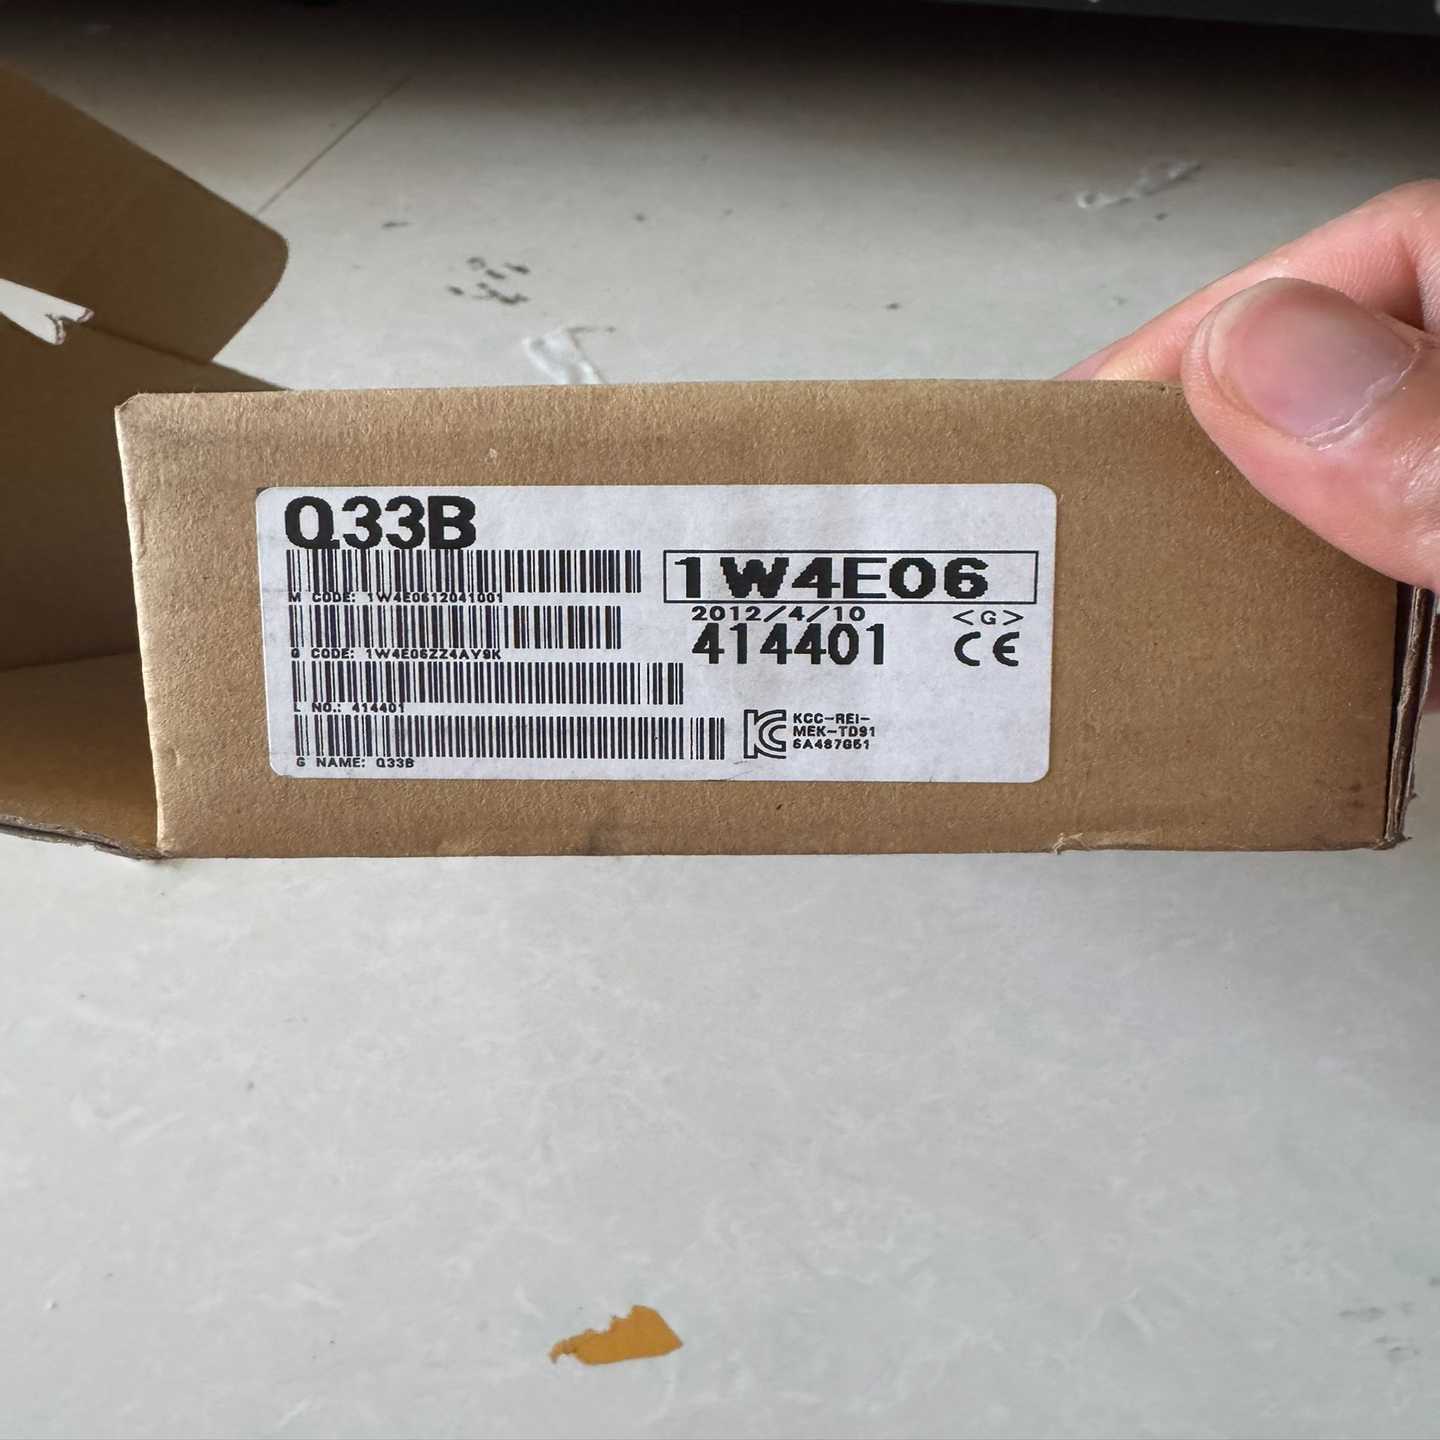 Q33B
1W4E06
M CODE: 1W4E0612041001
2012/4/10 <G>
414401 CE
G CODE: 1W4E06ZZ4AY9K
L NO.: 414401
KC KCC-REI-
MEK-TD91
6A487G51
G NAME: Q33B